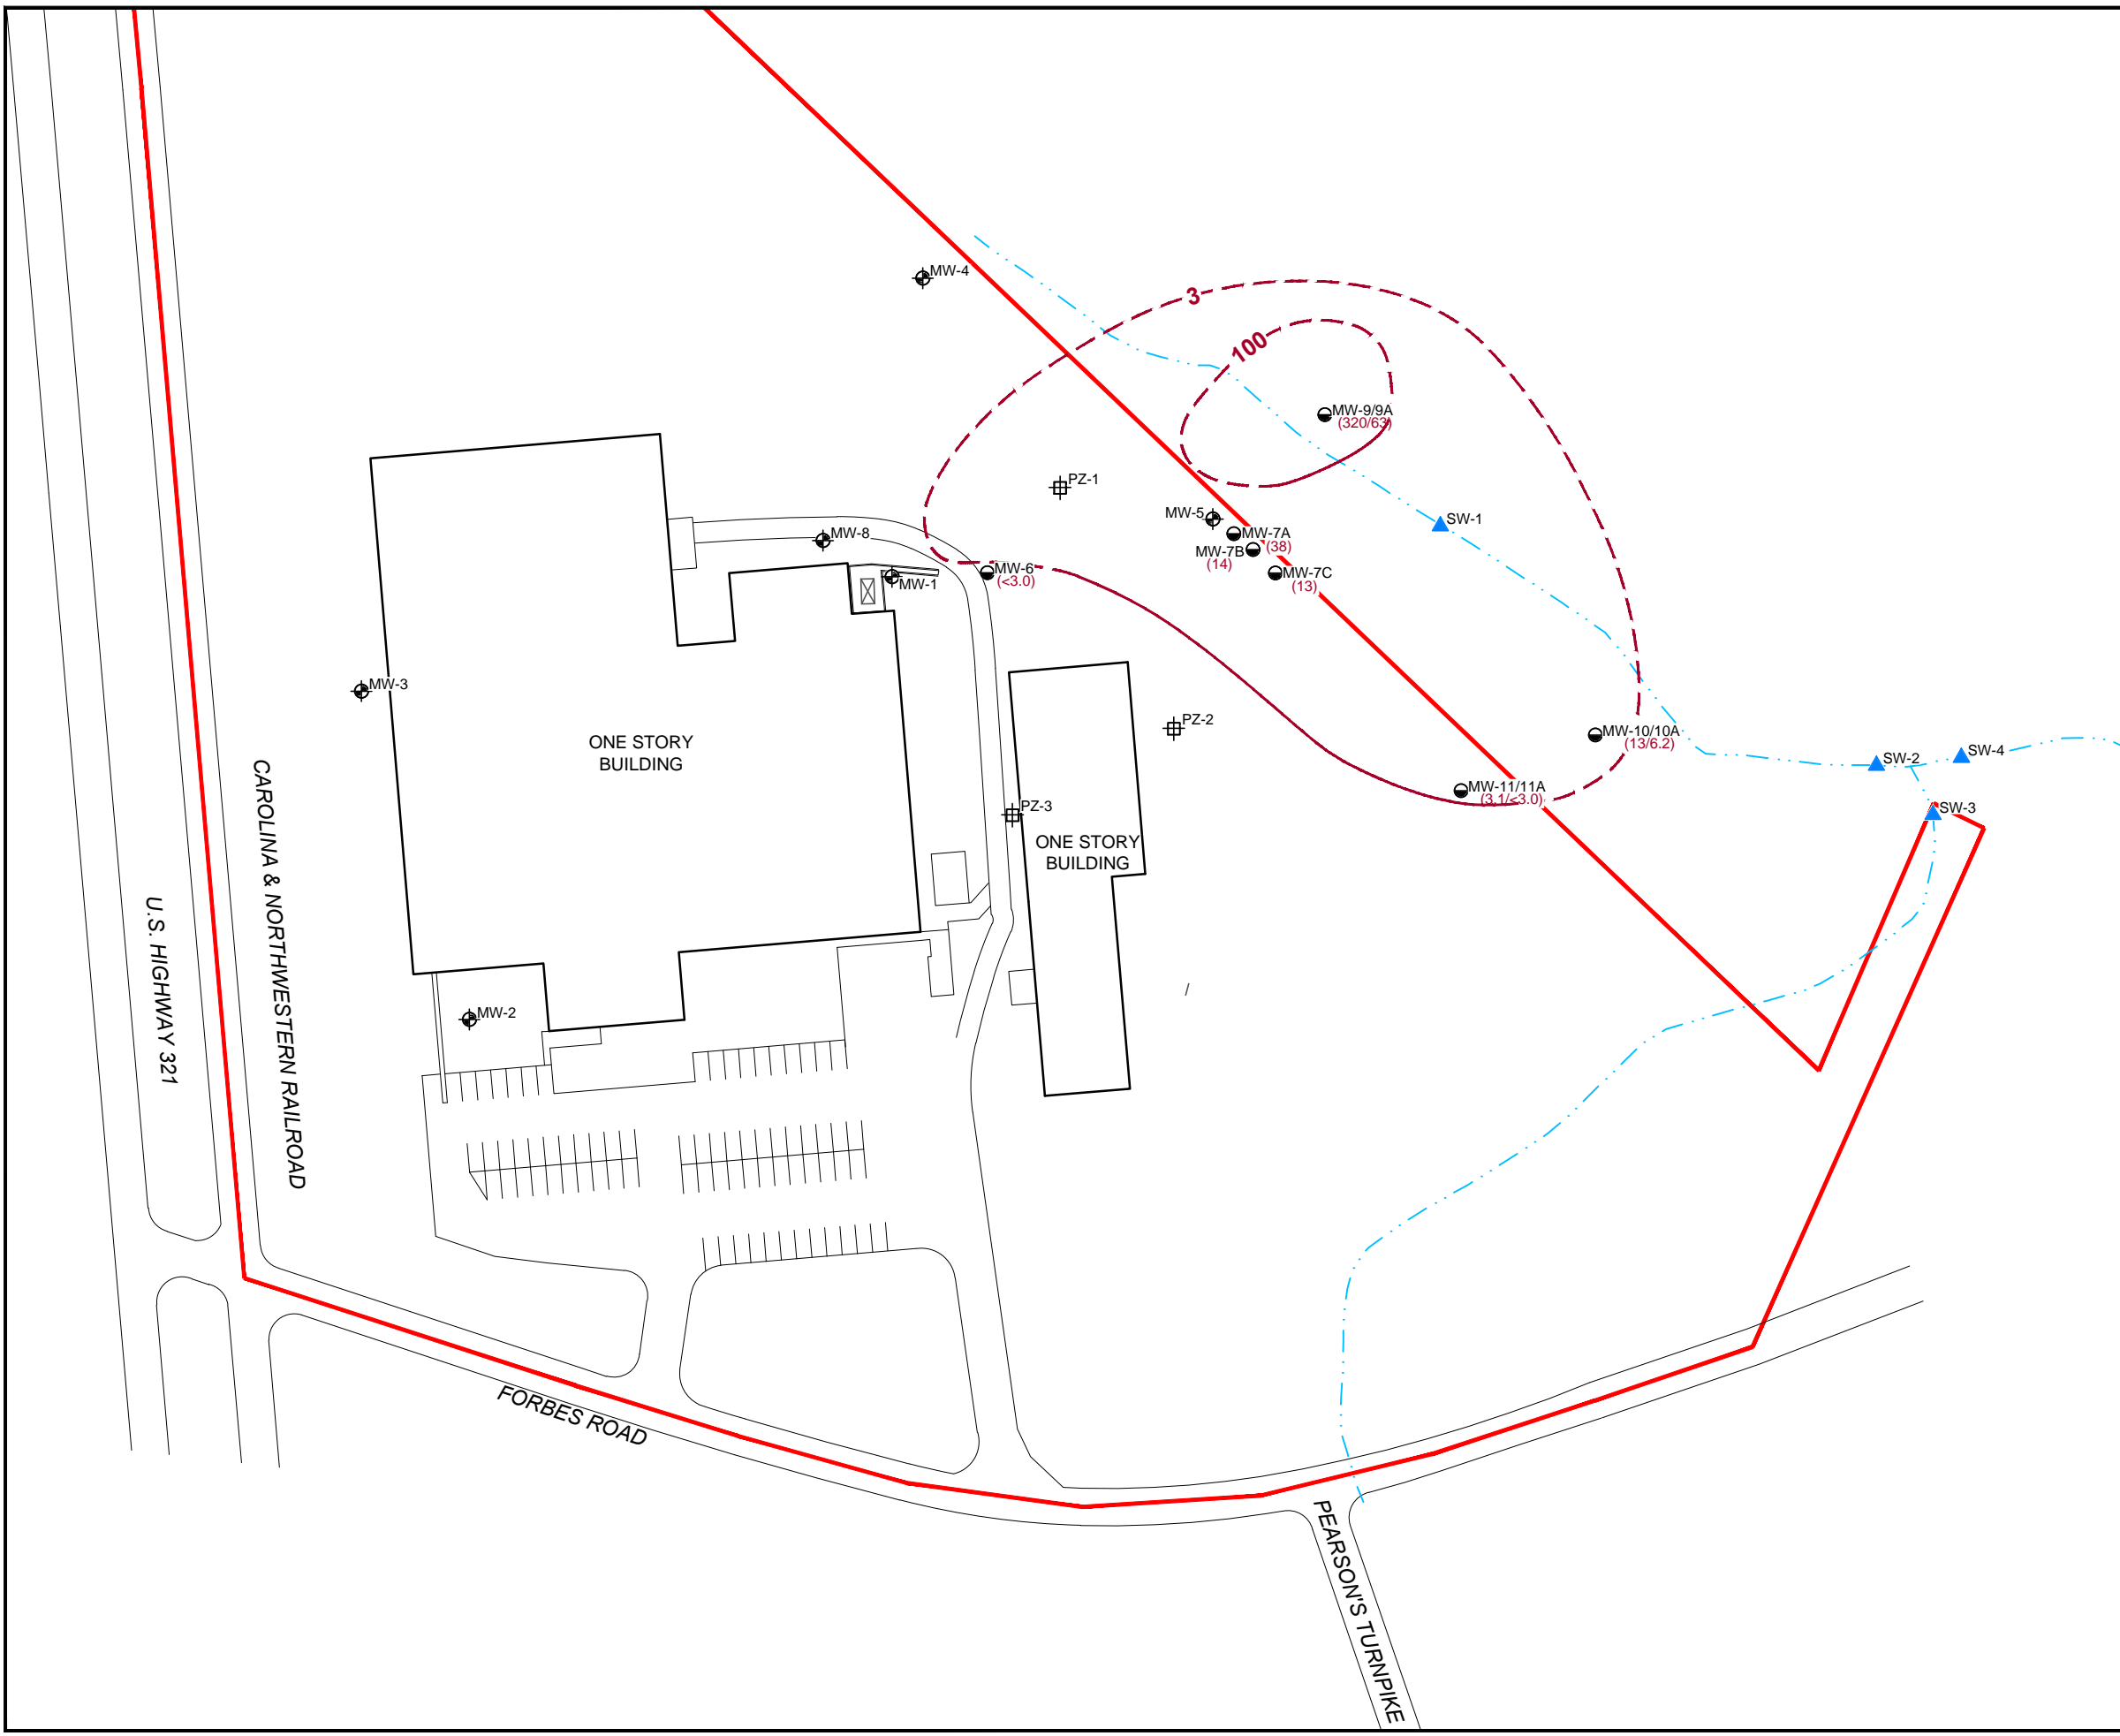 MW-4
3
100
MW-9/9A
(320/63)
PZ-1
MW-5
SW-1
MW-8
MW-7A
(38)
MW-7B
(14)
MW-6
(<3.0)
MW-7C
(13)
MW-1
MW-3
PZ-2
MW-10/10A
(13/6.2)
ONE STORY
BUILDING
SW-2
SW-4
MW-11/11A
(3.1/<3.0)
PZ-3
SW-3
ONE STORY
BUILDING
CAROLINA & NORTHWESTERN RAILROAD
U.S. HIGHWAY 321
MW-2
FORBES ROAD
PEARSON'S TURNPIKE